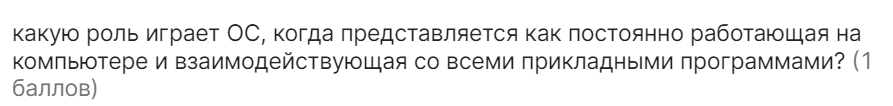 какую роль играет ОС, когда представляется как постоянно работающая на
компьютере и взаимодействующая со всеми прикладными программами? (1
баллов)